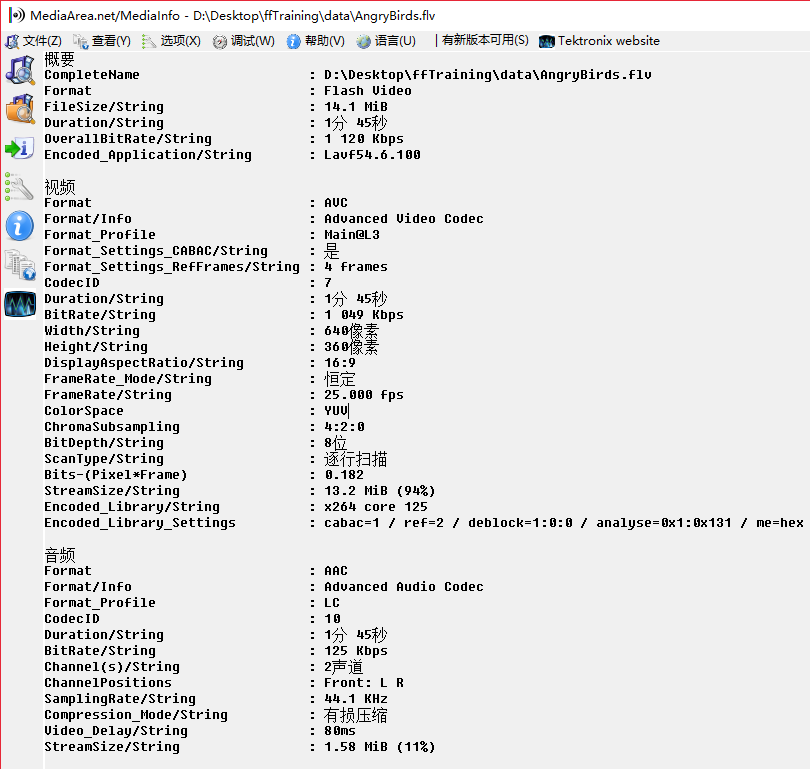 MediaArea.net/MediaInfo - D:\Desktop\ffTraining\data\AngryBirds.flv
文件(Z) 查看(Y) 选项(X) 调试(W) 帮助(V) 语言(U) | 有新版本可用(S) Tektronix website
概要
CompleteName : D:\Desktop\ffTraining\data\AngryBirds.flv
Format : Flash Video
FileSize/String : 14.1 MiB
Duration/String : 1分 45秒
OverallBitRate/String : 1 120 Kbps
Encoded_Application/String : Lavf54.6.100
视频
Format : AVC
Format/Info : Advanced Video Codec
Format_Profile : Main@L3
Format_Settings_CABAC/String : 是
Format_Settings_RefFrames/String : 4 frames
CodecID : 7
Duration/String : 1分 45秒
BitRate/String : 1 049 Kbps
Width/String : 640像素
Height/String : 360像素
DisplayAspectRatio/String : 16:9
FrameRate_Mode/String : 恒定
FrameRate/String : 25.000 fps
ColorSpace : YUV
ChromaSubsampling : 4:2:0
BitDepth/String : 8位
ScanType/String : 逐行扫描
Bits-(Pixel*Frame) : 0.182
StreamSize/String : 13.2 MiB (94%)
Encoded_Library/String : x264 core 125
Encoded_Library_Settings : cabac=1 / ref=2 / deblock=1:0:0 / analyse=0x1:0x131 / me=hex
音频
Format : AAC
Format/Info : Advanced Audio Codec
Format_Profile : LC
CodecID : 10
Duration/String : 1分 45秒
BitRate/String : 125 Kbps
Channel(s)/String : 2声道
ChannelPositions : Front: L R
SamplingRate/String : 44.1 KHz
Compression_Mode/String : 有损压缩
Video_Delay/String : 80ms
StreamSize/String : 1.58 MiB (11%)